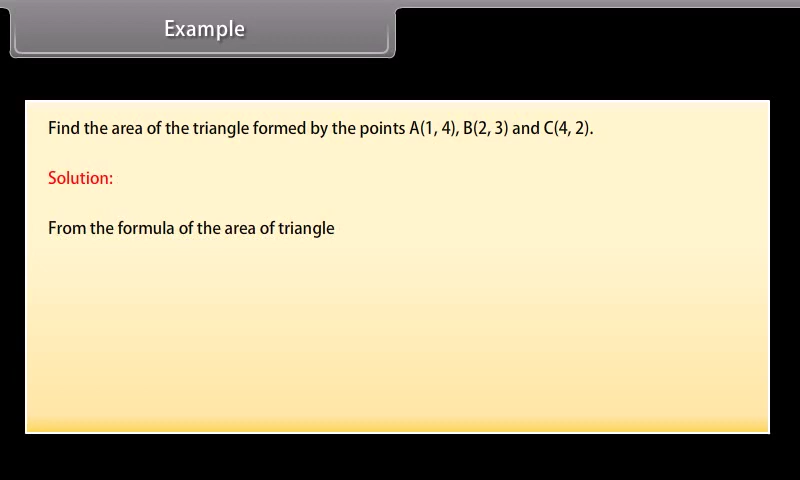 Example
Find the area of the triangle formed by the points A(1, 4), B(2, 3) and C(4, 2).
Solution:
From the formula of the area of triangle